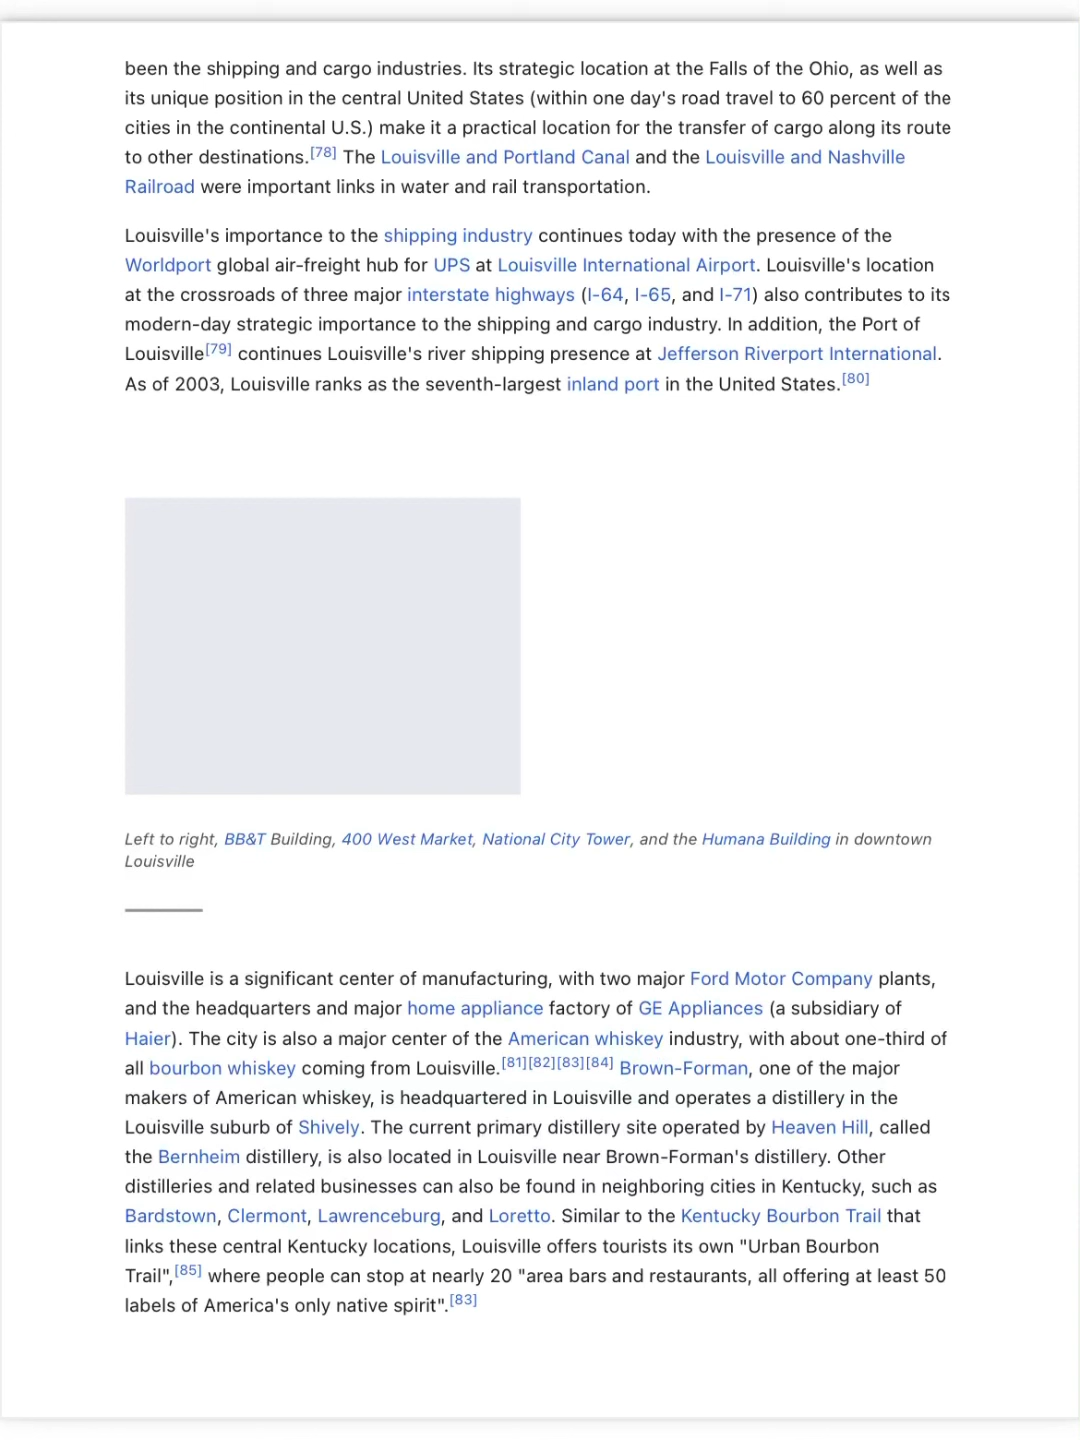 been the shipping and cargo industries. Its strategic location at the Falls of the Ohio, as well as
its unique position in the central United States (within one day's road travel to 60 percent of the
cities in the continental U.S.) make it a practical location for the transfer of cargo along its route
to other destinations.[78] The Louisville and Portland Canal and the Louisville and Nashville
Railroad were important links in water and rail transportation.
Louisville's importance to the shipping industry continues today with the presence of the
Worldport global air-freight hub for UPS at Louisville International Airport. Louisville's location
at the crossroads of three major interstate highways (I-64, I-65, and I-71) also contributes to its
modern-day strategic importance to the shipping and cargo industry. In addition, the Port of
Louisville[79] continues Louisville's river shipping presence at Jefferson Riverport International.
As of 2003, Louisville ranks as the seventh-largest inland port in the United States.[80]
Left to right, BB&T Building, 400 West Market, National City Tower, and the Humana Building in downtown
Louisville
Louisville is a significant center of manufacturing, with two major Ford Motor Company plants,
and the headquarters and major home appliance factory of GE Appliances (a subsidiary of
Haier). The city is also a major center of the American whiskey industry, with about one-third of
all bourbon whiskey coming from Louisville.[81][82][83][84] Brown-Forman, one of the major
makers of American whiskey, is headquartered in Louisville and operates a distillery in the
Louisville suburb of Shively. The current primary distillery site operated by Heaven Hill, called
the Bernheim distillery, is also located in Louisville near Brown-Forman's distillery. Other
distilleries and related businesses can also be found in neighboring cities in Kentucky, such as
Bardstown, Clermont, Lawrenceburg, and Loretto. Similar to the Kentucky Bourbon Trail that
links these central Kentucky locations, Louisville offers tourists its own "Urban Bourbon
Trail",[85] where people can stop at nearly 20 "area bars and restaurants, all offering at least 50
labels of America's only native spirit".[83]